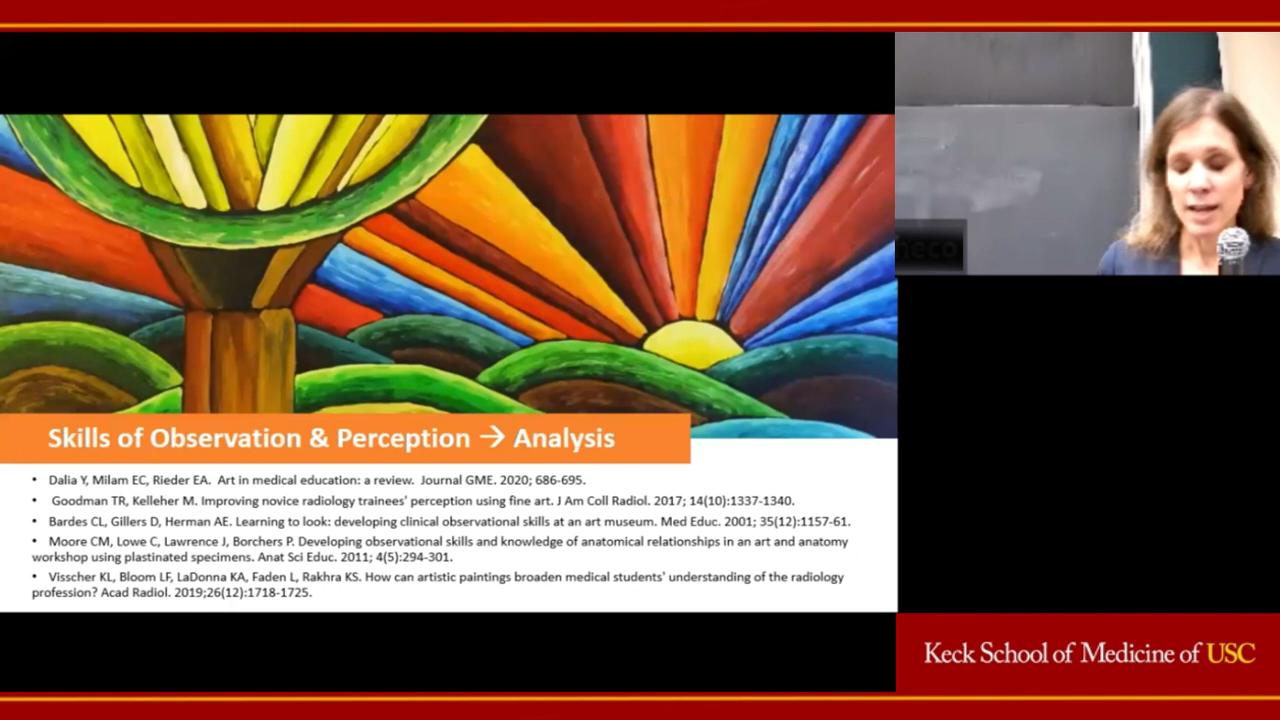 Skills of Observation & Perception → Analysis
• Dalia Y, Milam EC, Rieder EA. Art in medical education: a review. Journal GME. 2020; 686-695.
• Goodman TR, Kelleher M. Improving novice radiology trainees' perception using fine art. J Am Coll Radiol. 2017; 14(10):1337-1340.
• Bardes CL, Gillers D, Herman AE. Learning to look: developing clinical observational skills at an art museum. Med Educ. 2001; 35(12):1157-61.
• Moore CM, Lowe C, Lawrence J, Borchers P. Developing observational skills and knowledge of anatomical relationships in an art and anatomy
workshop using plastinated specimens. Anat Sci Educ. 2011; 4(5):294-301.
• Visscher KL, Bloom LF, LaDonna KA, Faden L, Rakhra KS. How can artistic paintings broaden medical students' understanding of the radiology
profession? Acad Radiol. 2019;26(12):1718-1725.
Keck School of Medicine of USC